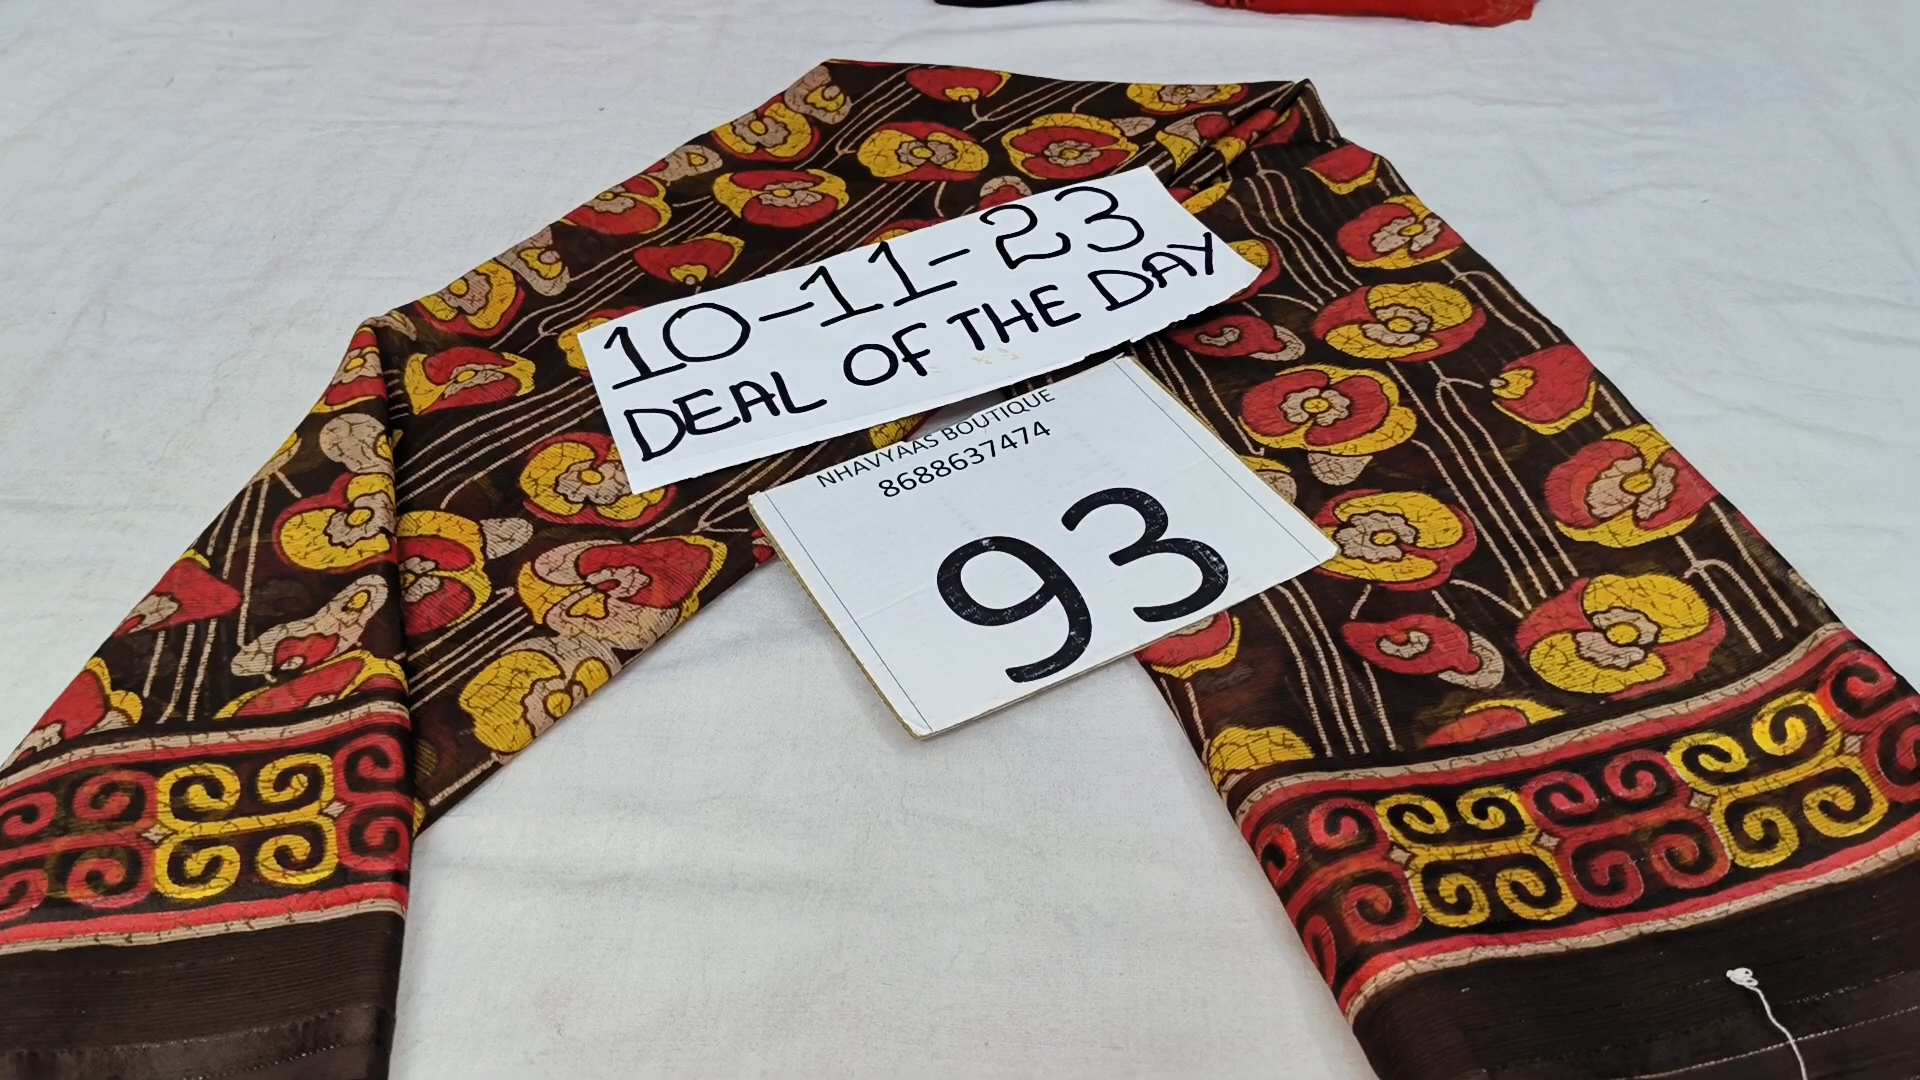 10-11-23
DEAL OF THE DAY
NHAVYAAS BOUTIQUE
8688637474
93